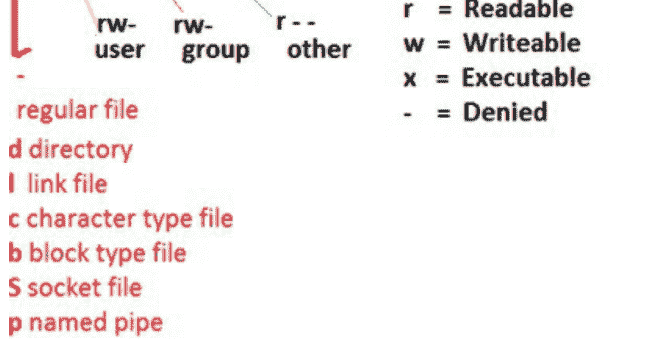 rw- rw- r--
user group other
r = Readable
w = Writeable
x = Executable
- = Denied
-
regular file
d directory
l link file
c character type file
b block type file
S socket file
p named pipe